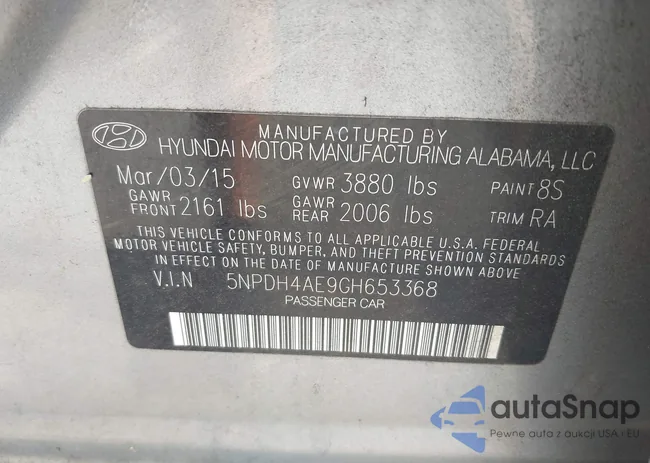 MANUFACTURED BY
HYUNDAI MOTOR MANUFACTURING ALABAMA, LLC
Mar/03/15 GVWR 3880 lbs PAINT 8S
GAWR FRONT 2161 lbs GAWR REAR 2006 lbs TRIM RA
THIS VEHICLE CONFORMS TO ALL APPLICABLE U.S.A. FEDERAL
MOTOR VEHICLE SAFETY, BUMPER, AND THEFT PREVENTION STANDARDS
IN EFFECT ON THE DATE OF MANUFACTURE SHOWN ABOVE.
V.I.N 5NPDH4AE9GH653368
PASSENGER CAR
autoSnap
Pewne auta z aukcji USA i EU